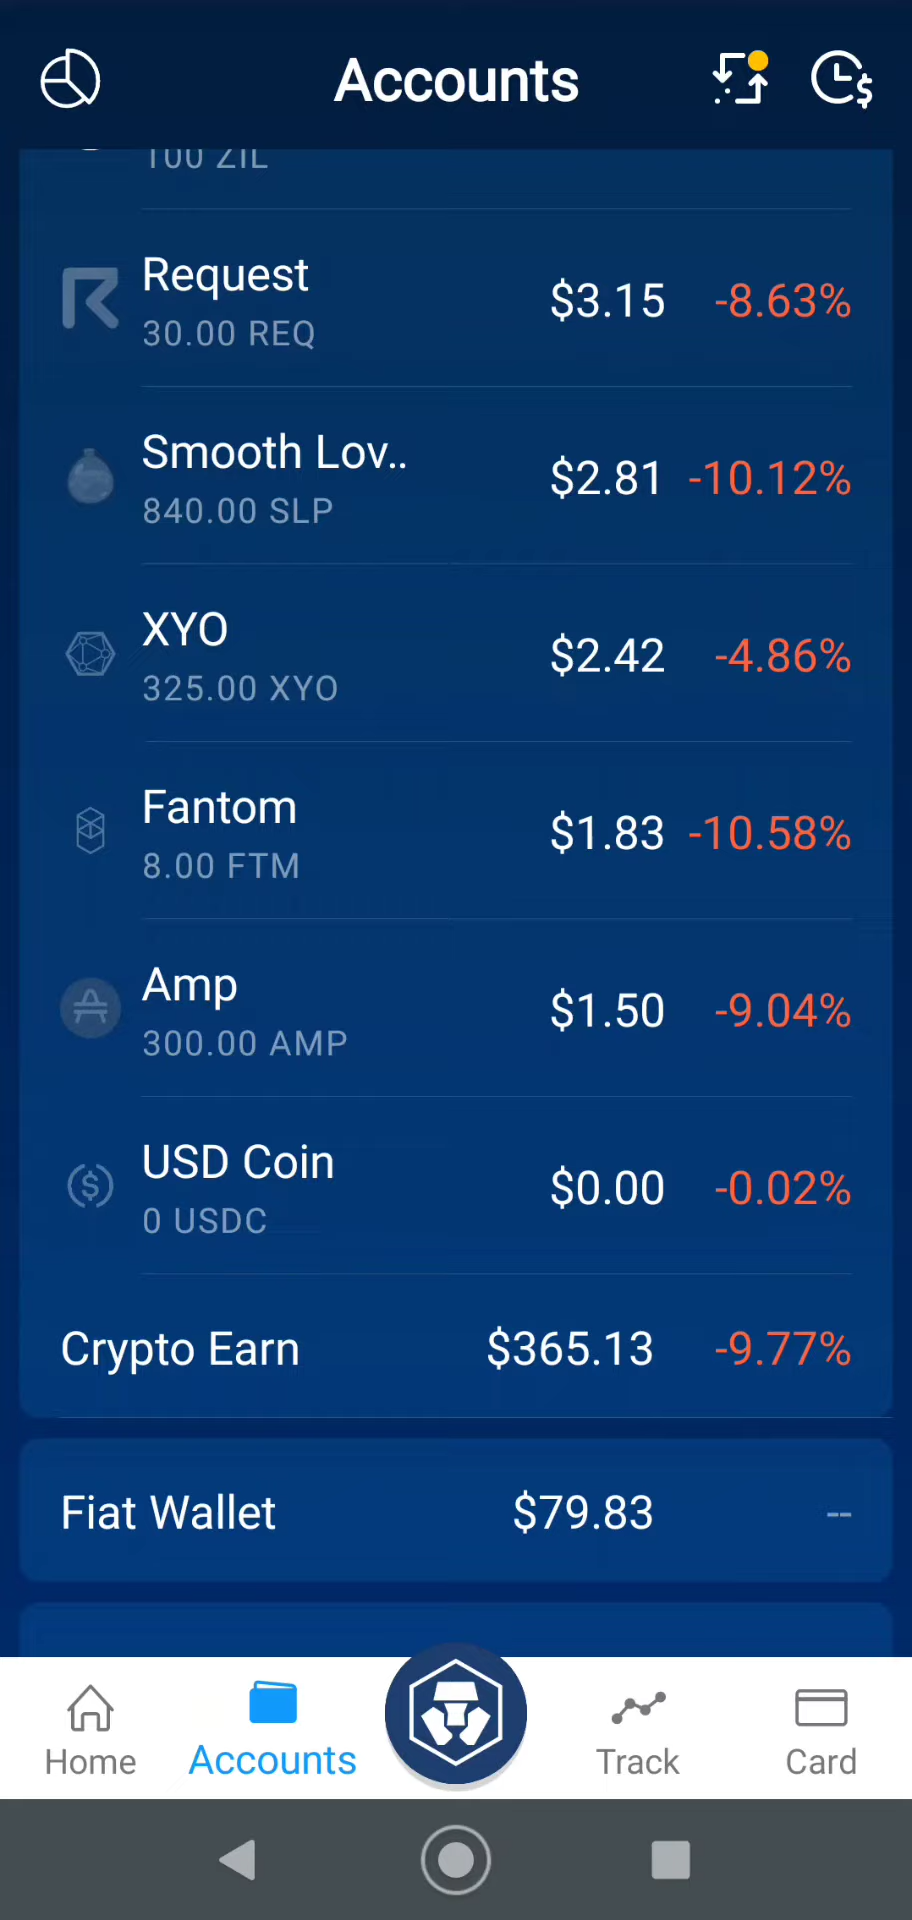 Accounts
100 ZIL
Request
$3.15 -8.63%
30.00 REQ
Smooth Lov..
$2.81 -10.12%
840.00 SLP
XYO
$2.42 -4.86%
325.00 XYO
Fantom
$1.83 -10.58%
8.00 FTM
Amp
$1.50 -9.04%
300.00 AMP
USD Coin
$0.00 -0.02%
0 USDC
Crypto Earn $365.13 -9.77%
Fiat Wallet $79.83 --
Home Accounts Track Card